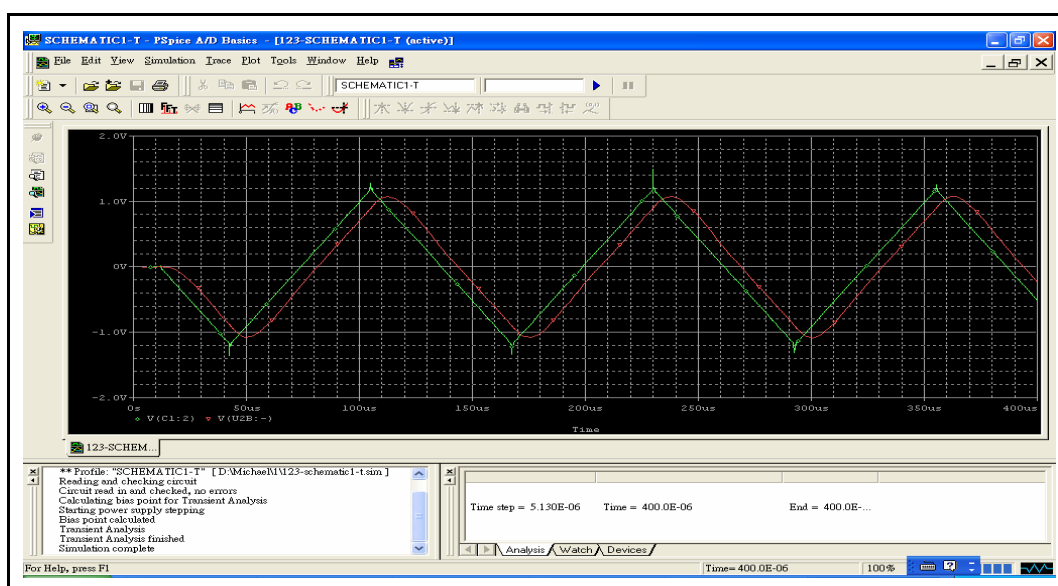 SCHEMATIC1-T - PSpice A/D Basics - [123-SCHEMATIC1-T (active)]
File Edit View Simulation Trace Plot Tools Window Help
SCHEMATIC1-T
FFT
2.0V
1.0V
0V
-1.0V
-2.0V
0s 50us 100us 150us 200us 250us 300us 350us 400us
V(C1:2) V(U2B:-)
Time
123-SCHEM...
** Profile: "SCHEMATIC1-T" [ D:\Michael\1\123-schematic1-t.sim ]
Reading and checking circuit
Circuit read in and checked, no errors
Calculating bias point for Transient Analysis
Starting power supply stepping
Bias point calculated
Transient Analysis
Transient Analysis finished
Simulation complete
Time step = 5.130E-06 Time = 400.0E-06 End = 400.0E-...
Analysis Watch Devices
For Help, press F1
Time= 400.0E-06 100%